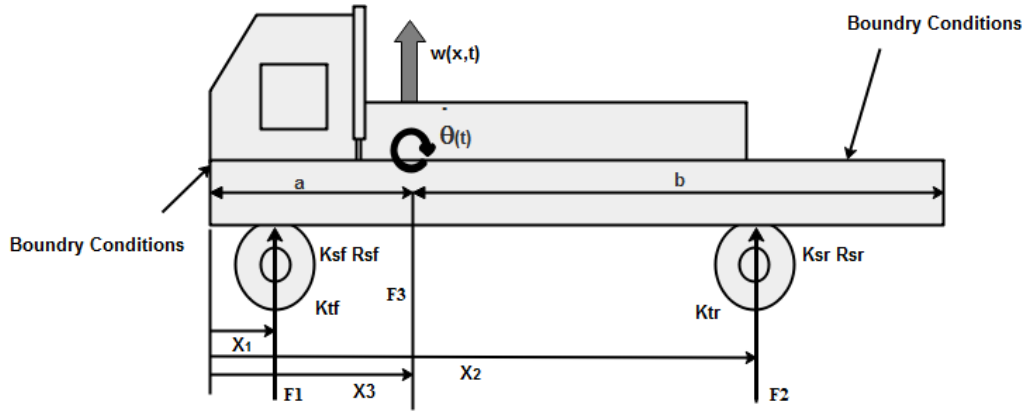 Boundry Conditions
w(x,t)
θ(t)
a
b
Boundry Conditions
Ksf Rsf
Ksr Rsr
F3
Ktf
Ktr
X1
X2
X3
F1
F2